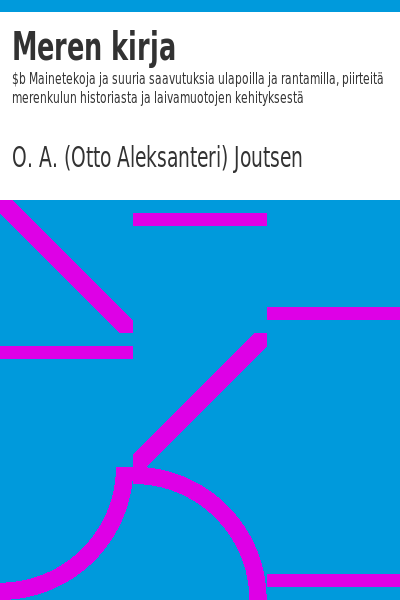 Meren kirja
$b Mainetekoja ja suuria saavutuksia ulapoilla ja rantamilla, piirteitä
merenkulun historiasta ja laivamuotojen kehityksestä
O. A. (Otto Aleksanteri) Joutsen